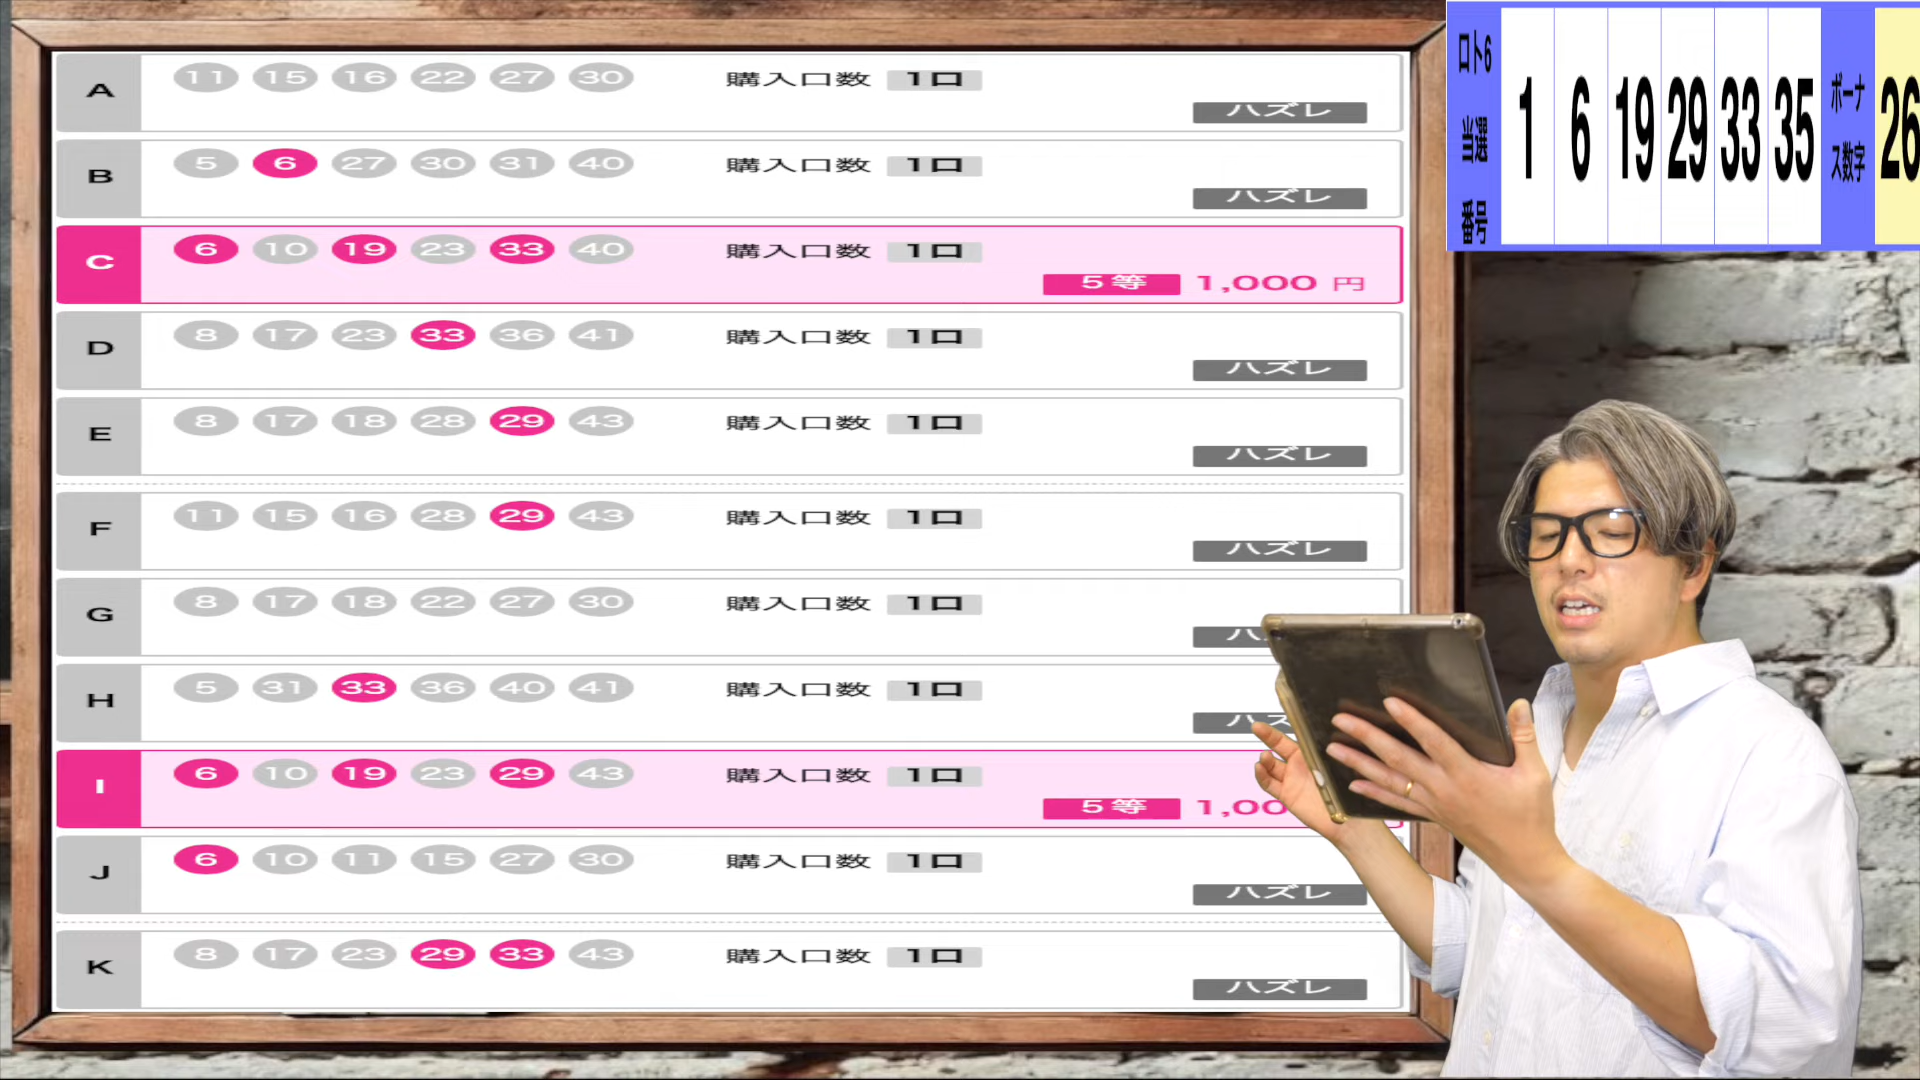 A 11 15 16 22 27 30 購入口数 1口
ハズレ
B 5 6 27 30 31 40 購入口数 1口
ハズレ
C 6 10 19 23 33 40 購入口数 1口
5等 1,000 円
D 8 17 23 33 36 41 購入口数 1口
ハズレ
E 8 17 18 28 29 43 購入口数 1口
ハズレ
F 11 15 16 28 29 43 購入口数 1口
ハズレ
G 8 17 18 22 27 30 購入口数 1口
H 5 31 33 36 40 41 購入口数 1口
I 6 10 19 23 29 43 購入口数 1口
5等 1,00
J 6 10 11 15 27 30 購入口数 1口
ハズレ
K 8 17 23 29 33 43 購入口数 1口
ハズレ
ロト6
当選
番号
1 6 19 29 33 35
ボーナ
ス数字
26